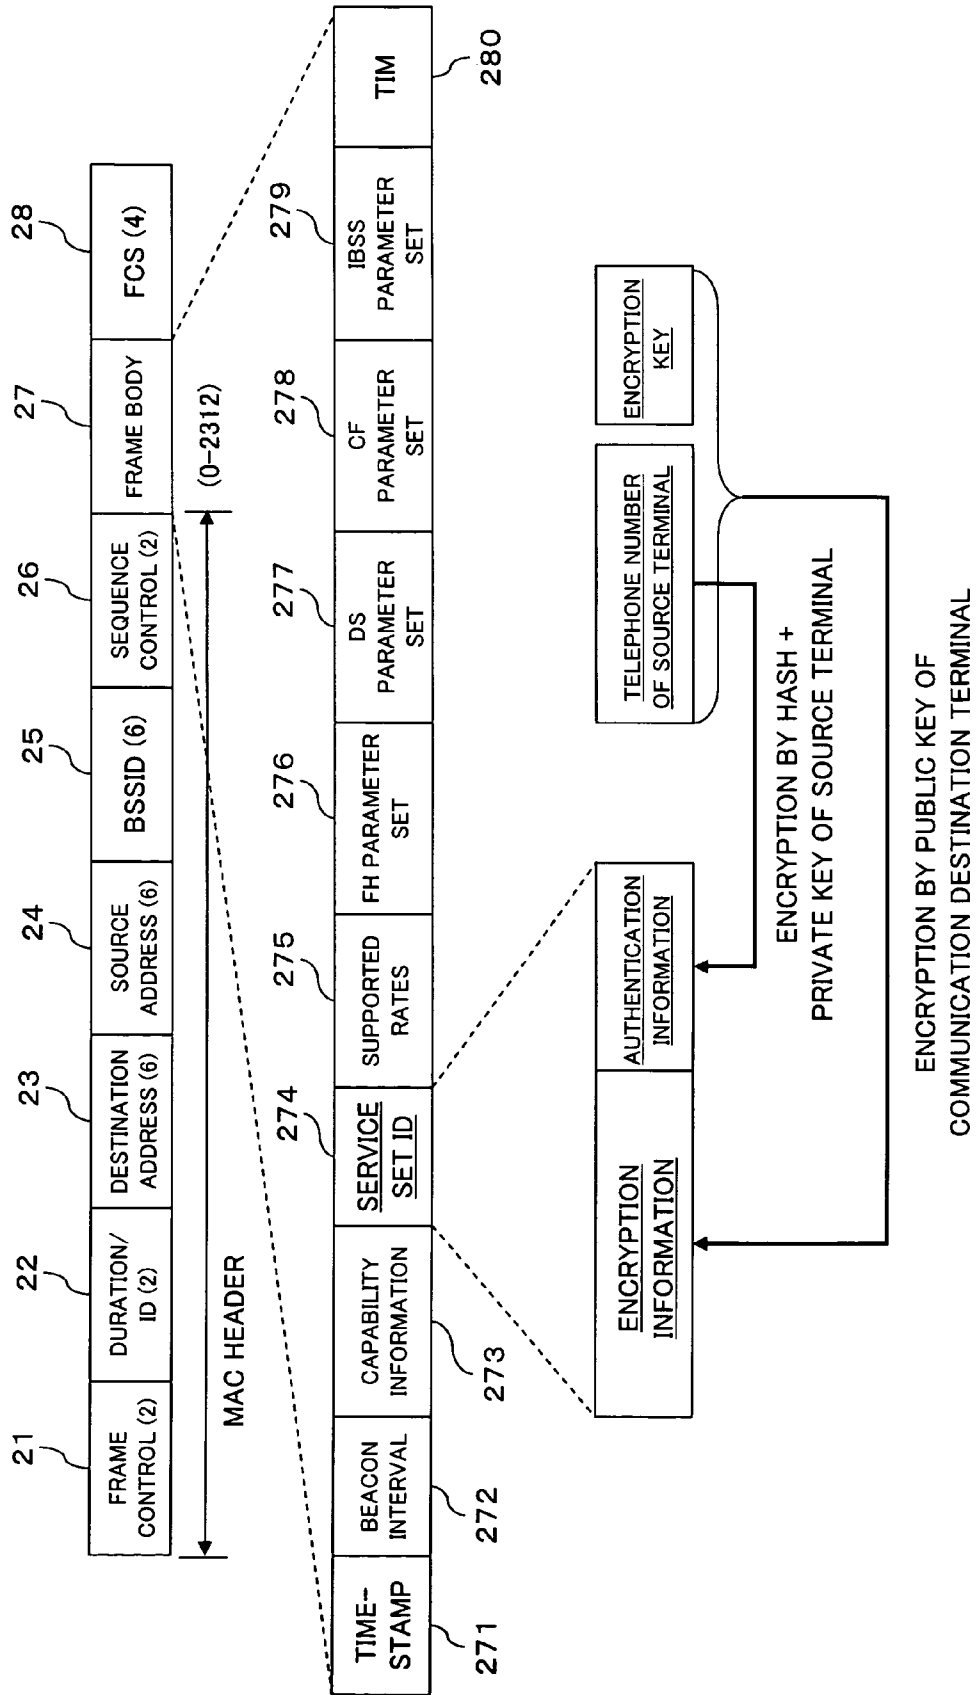 21
22
23
24
25
26
27
28
FRAME
CONTROL (2)
DURATION/
ID (2)
DESTINATION
ADDRESS (6)
SOURCE
ADDRESS (6)
BSSID (6)
SEQUENCE
CONTROL (2)
FRAME BODY
FCS (4)
MAC HEADER
(0-2312)
274
275
276
277
278
279
TIME-
STAMP
BEACON
INTERVAL
CAPABILITY
INFORMATION
SERVICE
SET ID
SUPPORTED
RATES
FH PARAMETER
SET
DS
PARAMETER
SET
CF
PARAMETER
SET
IBSS
PARAMETER
SET
TIM
271
272
273
280
ENCRYPTION
INFORMATION
AUTHENTICATION
INFORMATION
TELEPHONE NUMBER
OF SOURCE TERMINAL
ENCRYPTION
KEY
ENCRYPTION BY HASH +
PRIVATE KEY OF SOURCE TERMINAL
ENCRYPTION BY PUBLIC KEY OF
COMMUNICATION DESTINATION TERMINAL